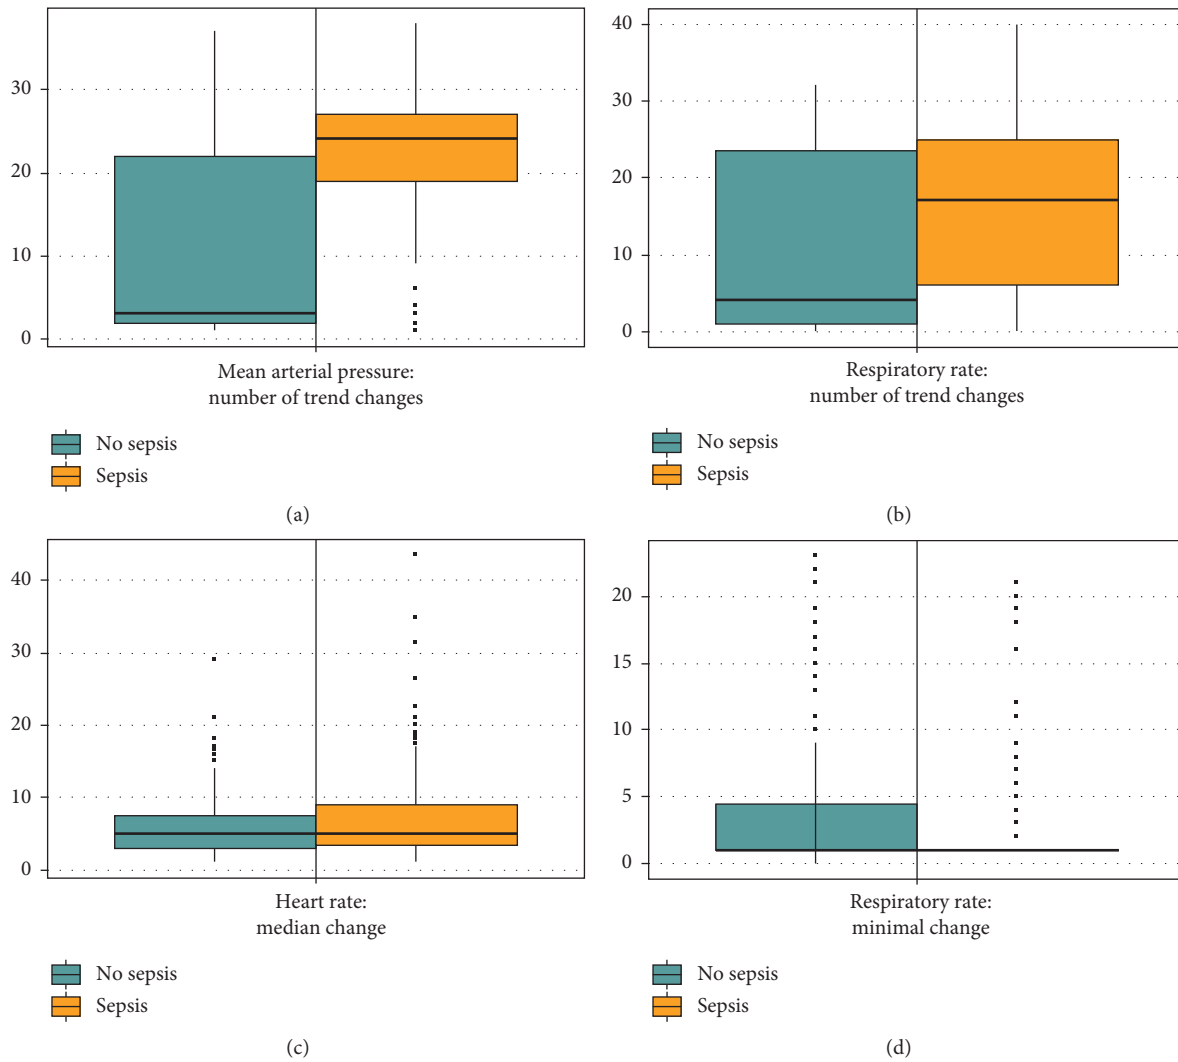 30
20
10
0
Mean arterial pressure:
number of trend changes
No sepsis
Sepsis
(a)
40
30
20
10
0
Respiratory rate:
number of trend changes
No sepsis
Sepsis
(b)
40
30
20
10
0
Heart rate:
median change
No sepsis
Sepsis
(c)
20
15
10
5
0
Respiratory rate:
minimal change
No sepsis
Sepsis
(d)